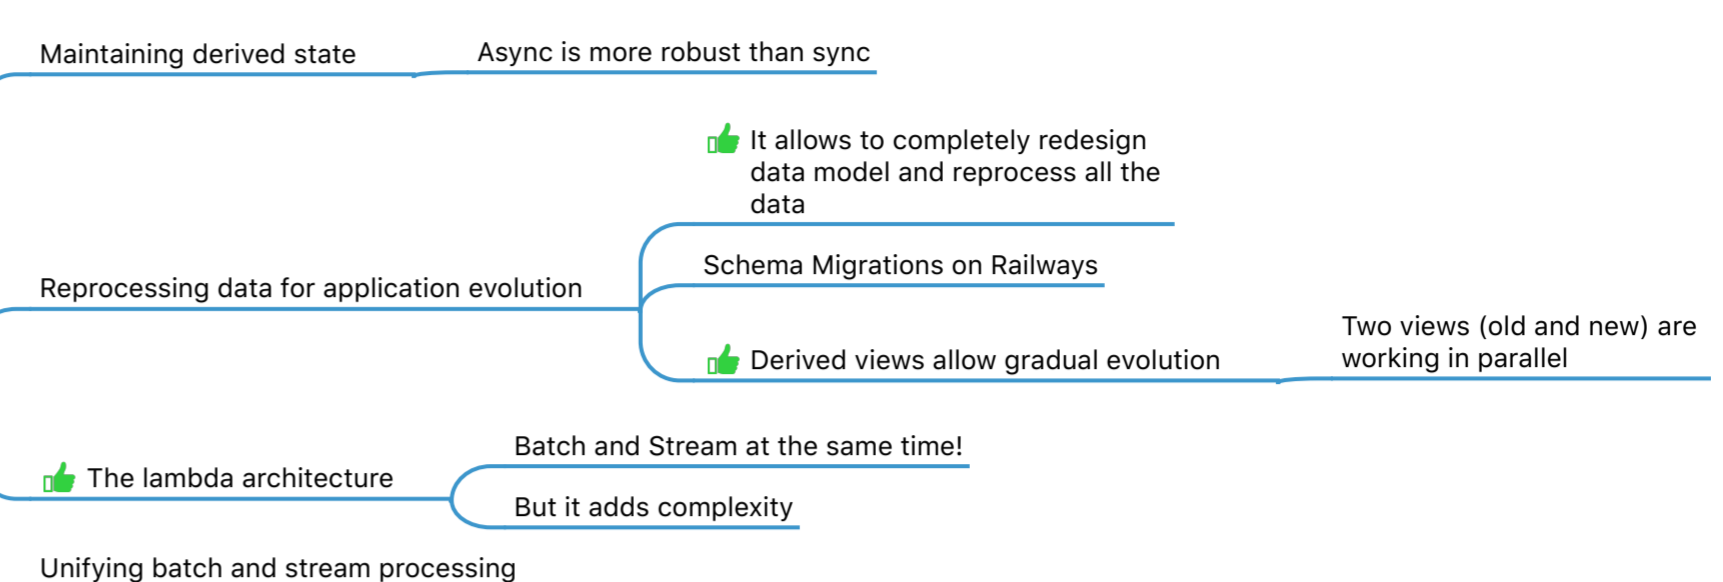 Maintaining derived state
Async is more robust than sync
It allows to completely redesign
data model and reprocess all the
data
Schema Migrations on Railways
Reprocessing data for application evolution
Derived views allow gradual evolution
Two views (old and new) are
working in parallel
The lambda architecture
Batch and Stream at the same time!
But it adds complexity
Unifying batch and stream processing